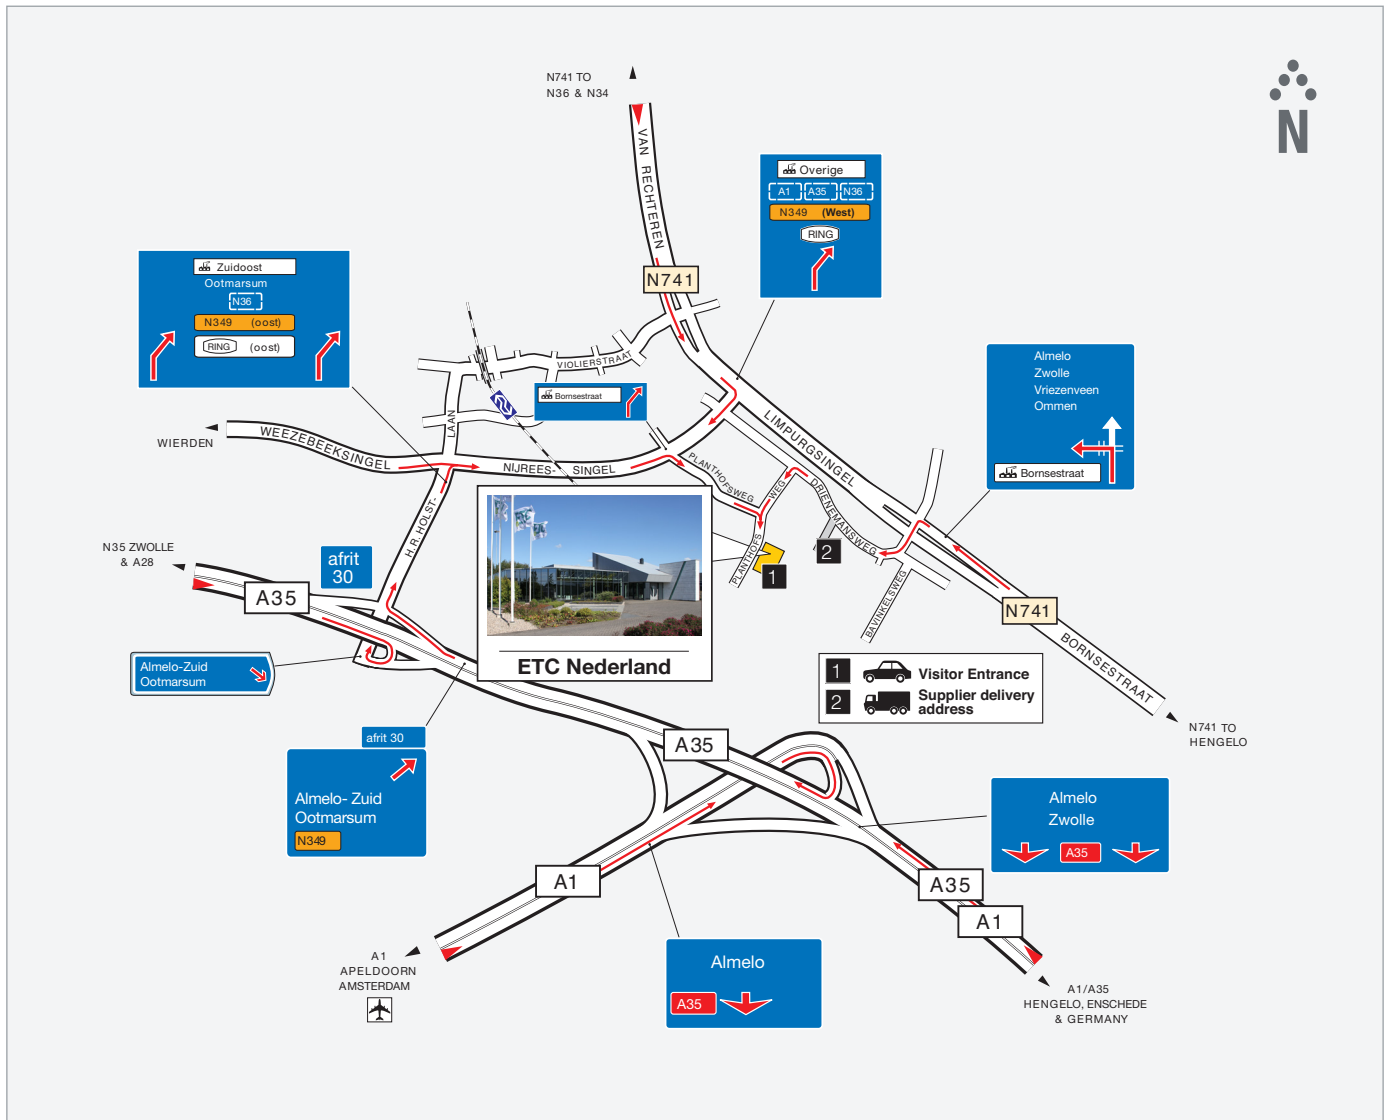 N741 TO
N36 & N34
N
VAN RECHTEREN
N741
Overige
A1 A35 N36
N349 (West)
RING
Zuidoost
Ootmarsum
N36
N349 (oost)
RING (oost)
VIOLIERSTRAAT
Bornsestraat
Almelo
Zwolle
Vriezenveen
Ommen
Bornsestraat
WIERDEN
WEEZEBEEKSINGEL
LAAN
NIJREES- SINGEL
LIMPURGSINGEL
PLANTHOFSWEG
WEG
DRIENEMANSWEG
H.R. HOLST-
PLANTHOFS
BAVINKELSWEG
1
2
N35 ZWOLLE
& A28
afrit
30
A35
N741
BORNSESTRAAT
N741 TO
HENGELO
ETC Nederland
Almelo-Zuid
Ootmarsum
1 Visitor Entrance
2 Supplier delivery
address
afrit 30
Almelo- Zuid
Ootmarsum
N349
A35
Almelo
Zwolle
A35
A1
A35
A1
Almelo
A35
A1
APELDOORN
AMSTERDAM
A1/A35
HENGELO, ENSCHEDE
& GERMANY